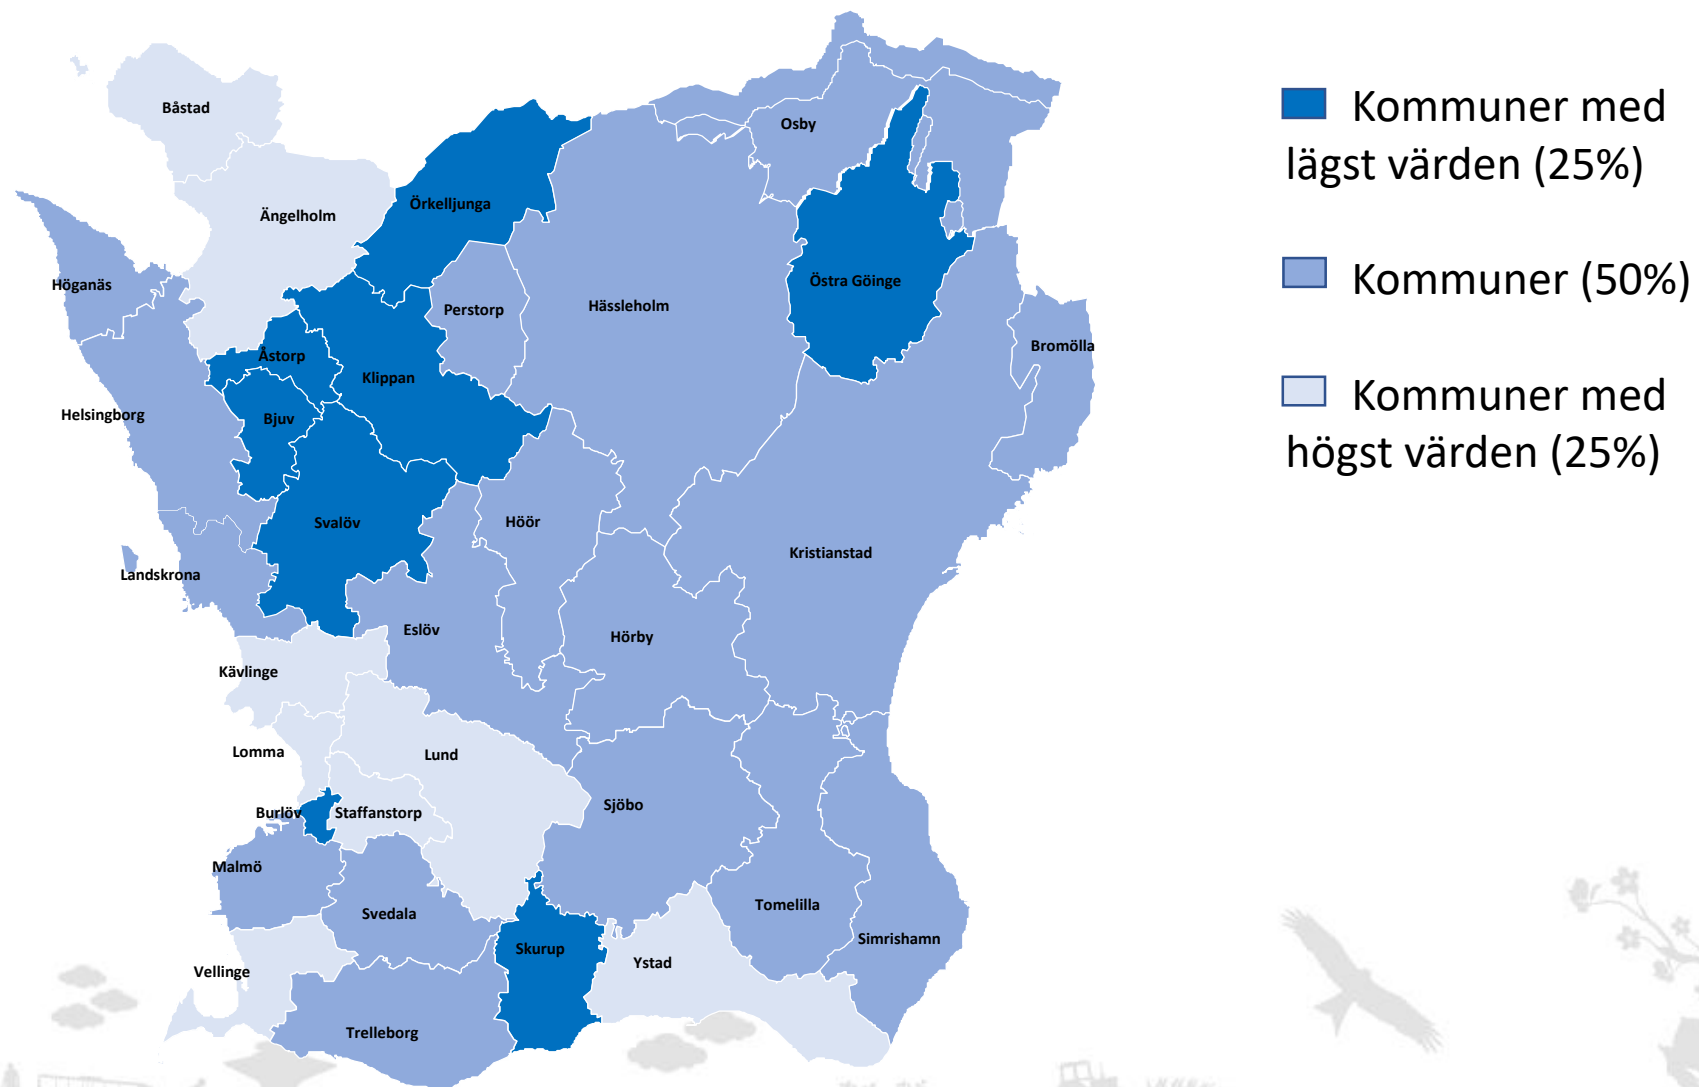 Båstad
Osby
Örkelljunga
Ängelholm
Höganäs
Östra Göinge
Perstorp
Hässleholm
Bromölla
Åstorp
Klippan
Helsingborg
Bjuv
Svalöv
Höör
Kristianstad
Landskrona
Eslöv
Hörby
Kävlinge
Lomma
Lund
Sjöbo
Burlöv
Staffanstorp
Malmö
Tomelilla
Svedala
Simrishamn
Skurup
Ystad
Vellinge
Trelleborg
Kommuner med
lägst värden (25%)
Kommuner (50%)
Kommuner med
högst värden (25%)